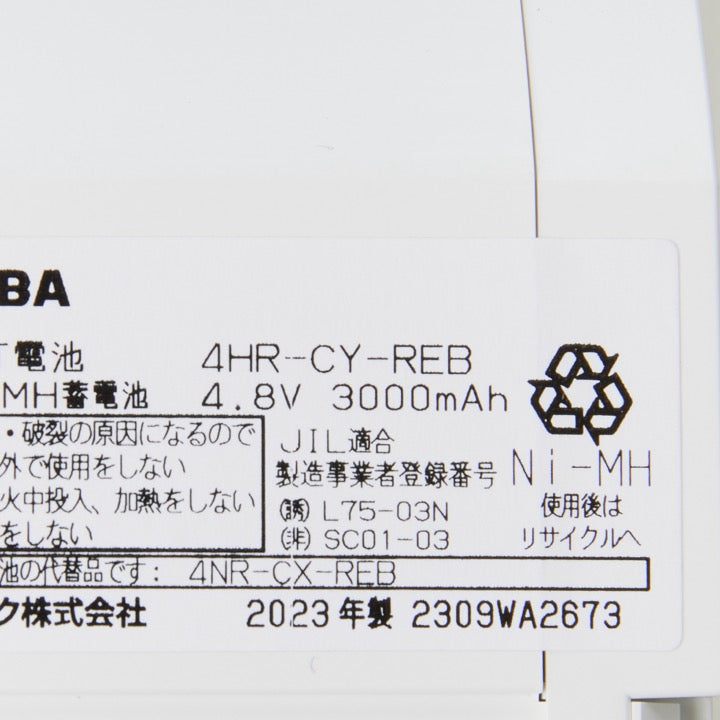 BA
電池 4HR-CY-REB
MH蓄電池 4.8V 3000mAh
・破裂の原因になるので
外で使用をしない
火中投入、加熱をしない
をしない
JIL適合
製造事業者登録番号
(誘) L75-03N
(非) SC01-03
Ni-MH
使用後は
リサイクルへ
池の代替品です: 4NR-CX-REB
ク株式会社 2023年製 2309WA2673